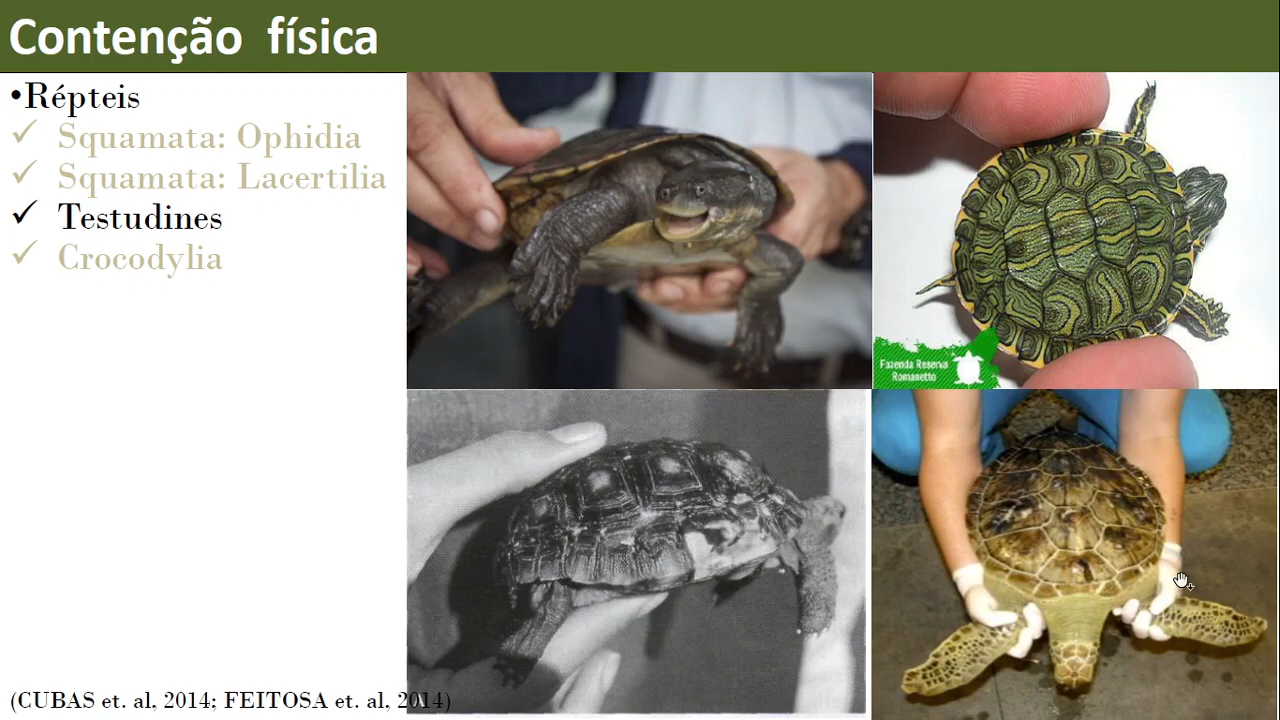 Contenção física
•Répteis
✓ Squamata: Ophidia
✓ Squamata: Lacertilia
✓ Testudines
✓ Crocodylia
Fazenda Reserva
Romanetto
(CUBAS et. al, 2014; FEITOSA et. al, 2014)